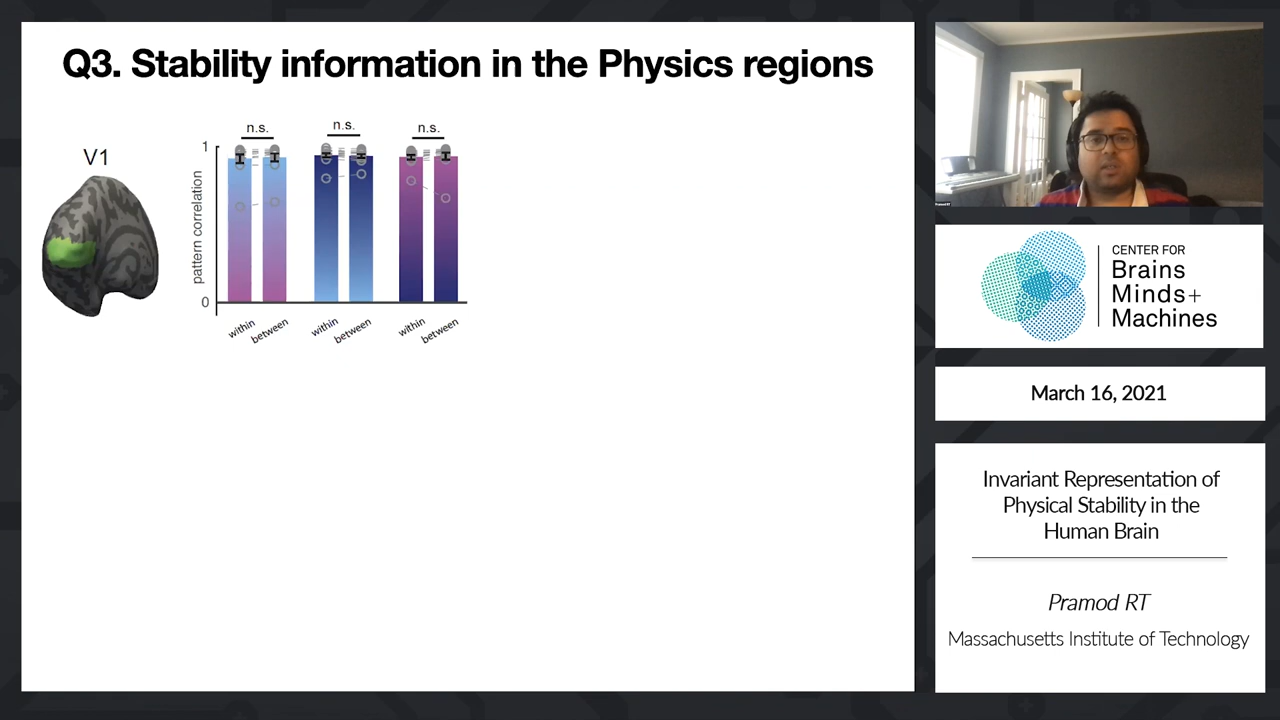 Q3. Stability information in the Physics regions
V1
n.s.
n.s.
n.s.
1
pattern correlation
0
within
between
within
between
within
between
Pramod RT
CENTER FOR
Brains
Minds+
Machines
March 16, 2021
Invariant Representation of
Physical Stability in the
Human Brain
Pramod RT
Massachusetts Institute of Technology